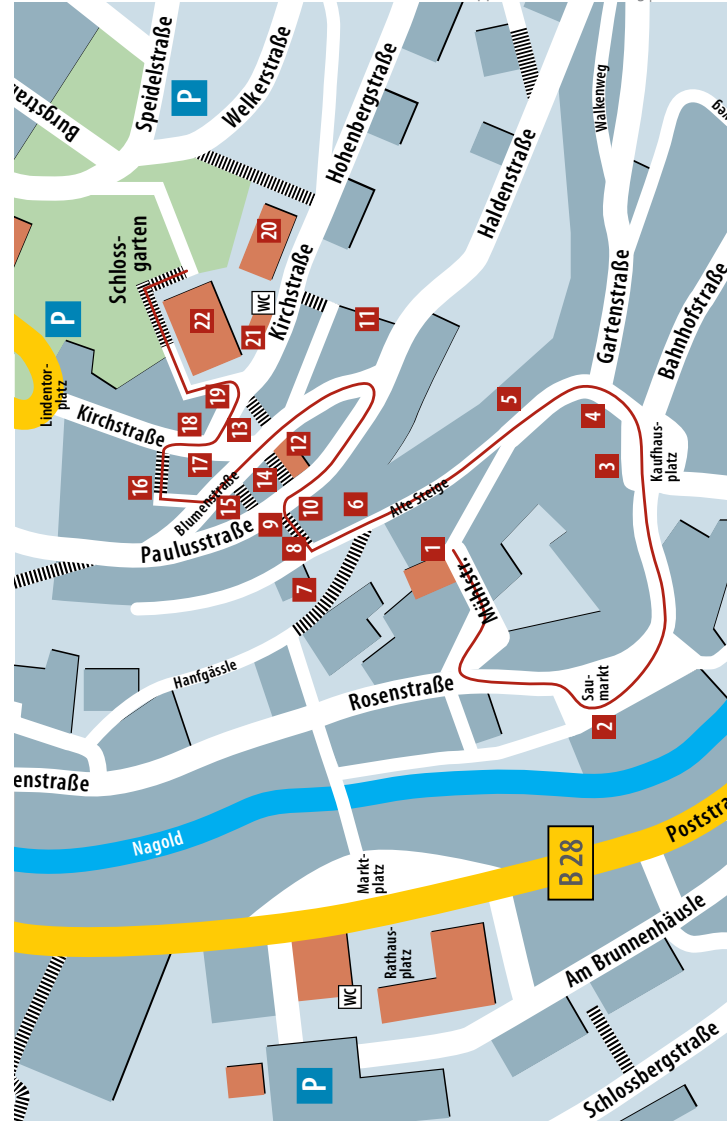 Burgstra
Speidelstraße
P
Welkerstraße
Hohenbergstraße
Haldenstraße
Walkenweg
weg
Schloss-
garten
P
Lindentor-
platz
Kirchstraße
Kirchstraße
WC
20
21
22
11
19
18
13
17
16
12
14
15
Blumenstraße
Paulusstraße
9
10
8
6
7
Alte Steige
5
4
3
Gartenstraße
Bahnhofstraße
Kaufhaus-
platz
1
Mühlstr.
Hanfgässle
Rosenstraße
Sau-
markt
2
enstraße
Nagold
Markt-
platz
B 28
Poststra
Rathaus-
platz
WC
P
Am Brunnenhäusle
Schlossbergstraße